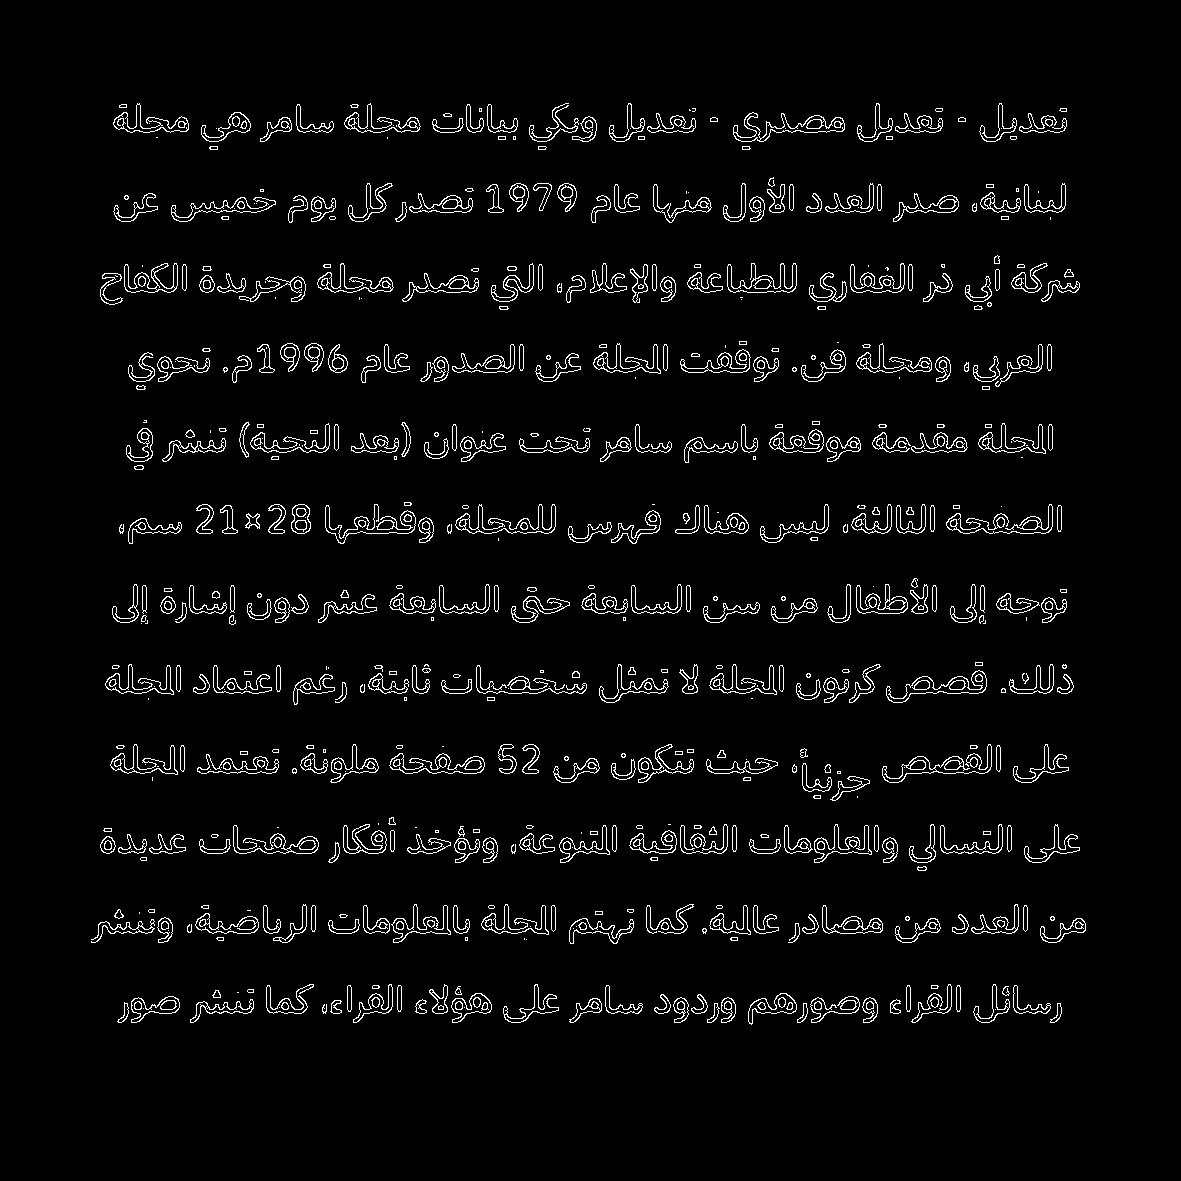 تعديل - تعديل مصدري - تعديل ويكي بيانات مجلة سامر هي مجلة
لبنانية، صدر العدد الأول منها عام 1979 تصدر كل يوم خميس عن
شركة أبي ذر الغفاري للطباعة والإعلام، التي تصدر مجلة وجريدة الكفاح
العربي، ومجلة فن. توقفت المجلة عن الصدور عام 1996م. تحوي
المجلة مقدمة موقعة باسم سامر تحت عنوان (بعد التحية) تنشر في
الصفحة الثالثة، ليس هناك فهرس للمجلة، وقطعها 28×21 سم،
توجه إلى الأطفال من سن السابعة حتى السابعة عشر دون إشارة إلى
ذلك. قصص كرتون المجلة لا تمثل شخصيات ثابتة، رغم اعتماد المجلة
على القصص جزئياً، حيث تتكون من 52 صفحة ملونة. تعتمد المجلة
على التسالي والمعلومات الثقافية المتنوعة، وتؤخذ أفكار صفحات عديدة
من العدد من مصادر عالمية. كما تهتم المجلة بالمعلومات الرياضية، وتنشر
رسائل القراء وصورهم وردود سامر على هؤلاء القراء، كما تنشر صور